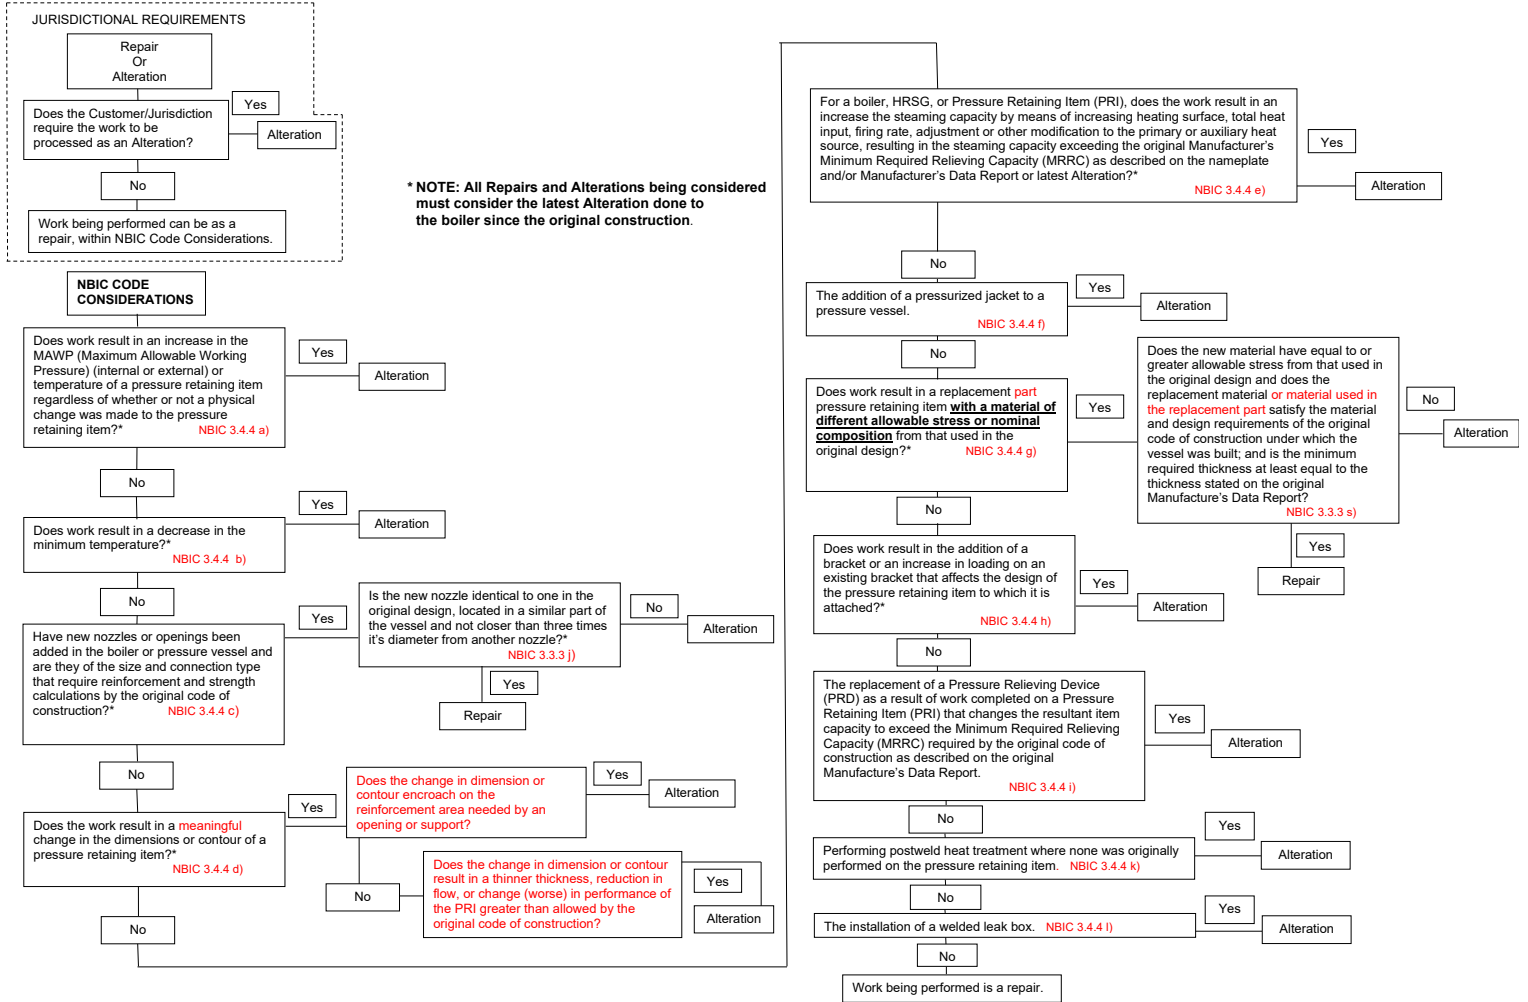 JURISDICTIONAL REQUIREMENTS
Repair
Or
Alteration
Does the Customer/Jurisdiction
require the work to be
processed as an Alteration?
Yes
Alteration
No
Work being performed can be as a
repair, within NBIC Code Considerations.
* NOTE: All Repairs and Alterations being considered
must consider the latest Alteration done to
the boiler since the original construction.
NBIC CODE
CONSIDERATIONS
Does work result in an increase in the
MAWP (Maximum Allowable Working
Pressure) (internal or external) or
temperature of a pressure retaining item
regardless of whether or not a physical
change was made to the pressure
retaining item?* NBIC 3.4.4 a)
Yes
Alteration
No
Does work result in a decrease in the
minimum temperature?*
NBIC 3.4.4 b)
Yes
Alteration
No
Have new nozzles or openings been
added in the boiler or pressure vessel and
are they of the size and connection type
that require reinforcement and strength
calculations by the original code of
construction?* NBIC 3.4.4 c)
Yes
Is the new nozzle identical to one in the
original design, located in a similar part of
the vessel and not closer than three times
it's diameter from another nozzle?*
NBIC 3.3.3 j)
No
Alteration
Yes
Repair
No
Does the work result in a meaningful
change in the dimensions or contour of a
pressure retaining item?*
NBIC 3.4.4 d)
Yes
Does the change in dimension or
contour encroach on the
reinforcement area needed by an
opening or support?
Yes
Alteration
No
Does the change in dimension or contour
result in a thinner thickness, reduction in
flow, or change (worse) in performance of
the PRI greater than allowed by the
original code of construction?
Yes
Alteration
No
For a boiler, HRSG, or Pressure Retaining Item (PRI), does the work result in an
increase the steaming capacity by means of increasing heating surface, total heat
input, firing rate, adjustment or other modification to the primary or auxiliary heat
source, resulting in the steaming capacity exceeding the original Manufacturer's
Minimum Required Relieving Capacity (MRRC) as described on the nameplate
and/or Manufacturer's Data Report or latest Alteration?*
NBIC 3.4.4 e)
Yes
Alteration
No
The addition of a pressurized jacket to a
pressure vessel.
NBIC 3.4.4 f)
Yes
Alteration
No
Does work result in a replacement part
pressure retaining item with a material of
different allowable stress or nominal
composition from that used in the
original design?* NBIC 3.4.4 g)
Yes
Does the new material have equal to or
greater allowable stress from that used in
the original design and does the
replacement material or material used in
the replacement part satisfy the material
and design requirements of the original
code of construction under which the
vessel was built; and is the minimum
required thickness at least equal to the
thickness stated on the original
Manufacture's Data Report?
NBIC 3.3.3 s)
No
Alteration
Yes
Repair
No
Does work result in the addition of a
bracket or an increase in loading on an
existing bracket that affects the design of
the pressure retaining item to which it is
attached?*
NBIC 3.4.4 h)
Yes
Alteration
No
The replacement of a Pressure Relieving Device
(PRD) as a result of work completed on a Pressure
Retaining Item (PRI) that changes the resultant item
capacity to exceed the Minimum Required Relieving
Capacity (MRRC) required by the original code of
construction as described on the original
Manufacture's Data Report.
NBIC 3.4.4 i)
Yes
Alteration
No
Performing postweld heat treatment where none was originally
performed on the pressure retaining item. NBIC 3.4.4 k)
Yes
Alteration
No
The installation of a welded leak box. NBIC 3.4.4 l)
Yes
Alteration
No
Work being performed is a repair.